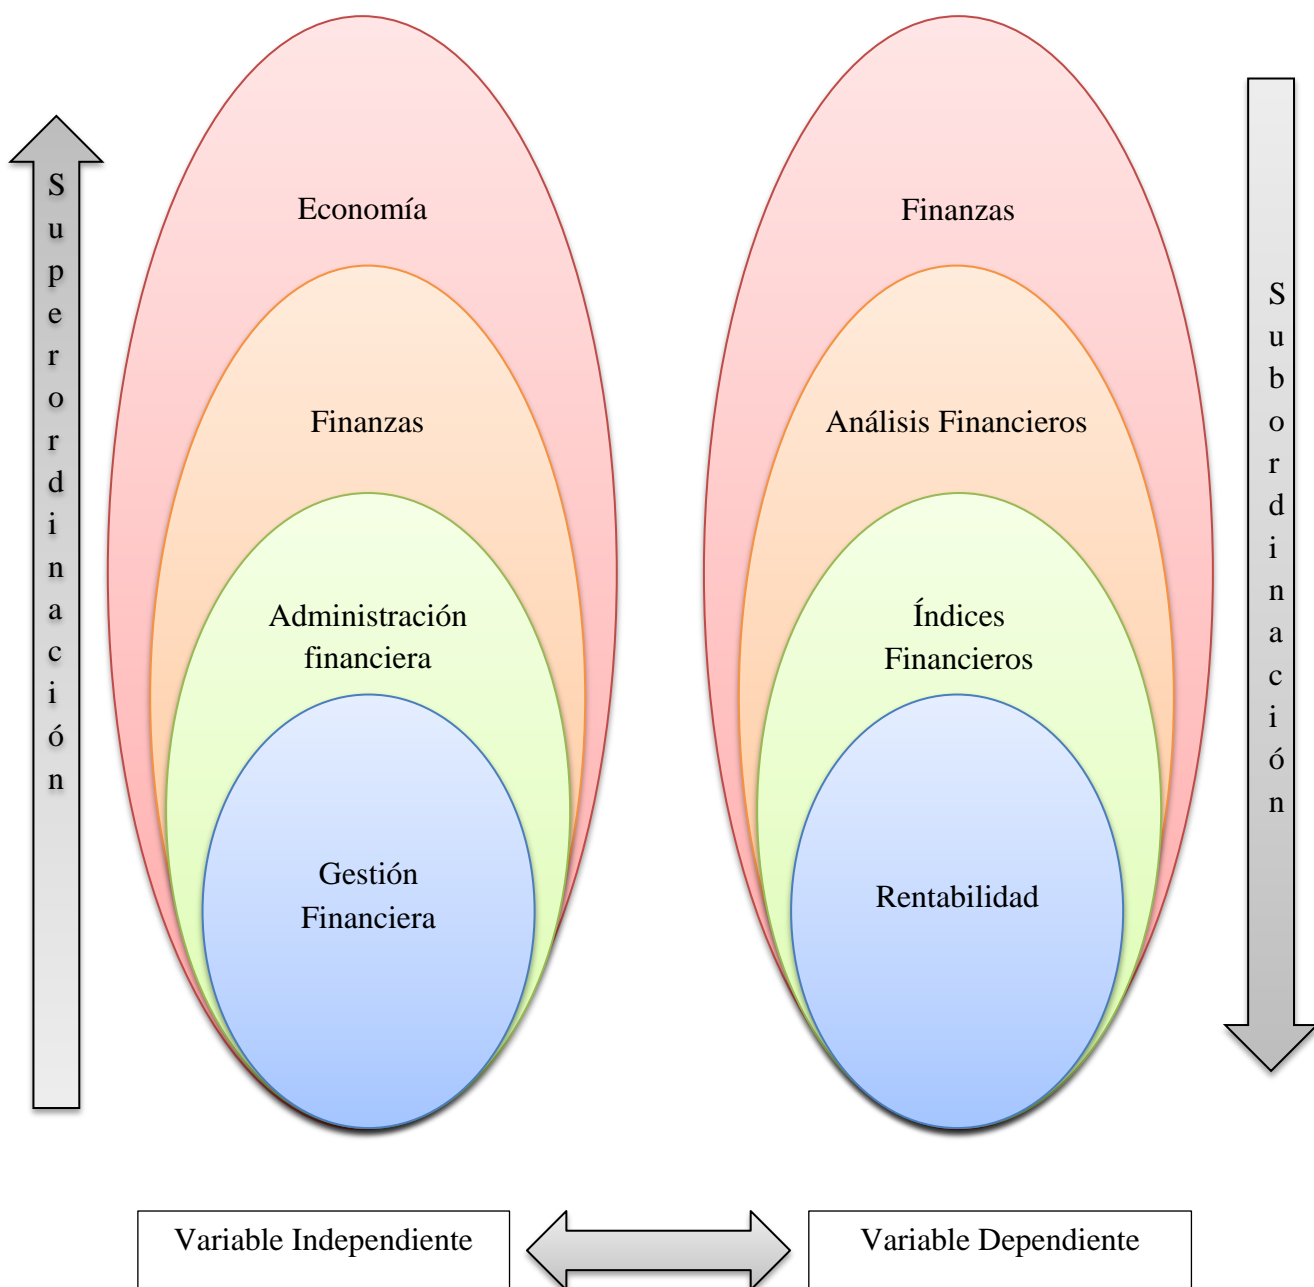 Superordinación
Economía
Finanzas
Administración
financiera
Gestión
Financiera
Finanzas
Análisis Financieros
Índices
Financieros
Rentabilidad
Subordinación
Variable Independiente
Variable Dependiente